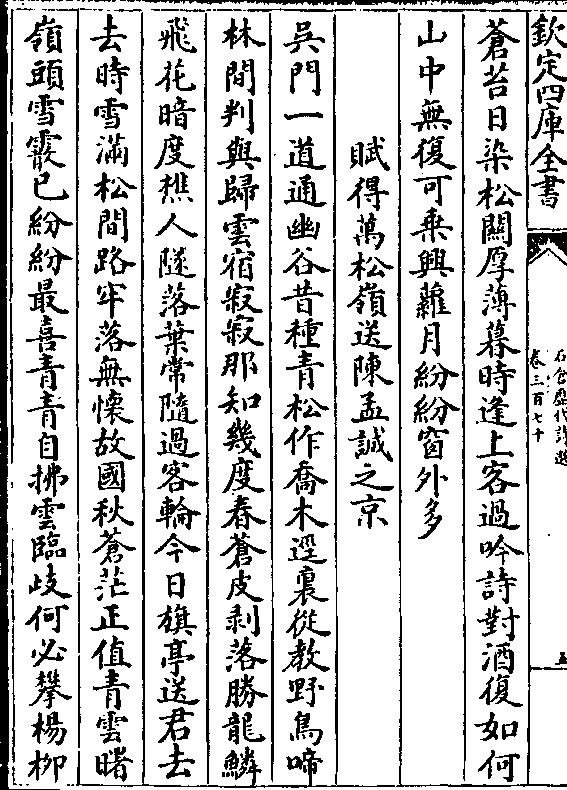 欽定四庫全書
石倉歷代詩選
卷三百七十
五
蒼苔日染松關厚薄暮時逢上客過吟詩對酒復如何
山中無復可乗興蘿月紛紛窗外多
賦得萬松嶺送陳孟誠之京
吳門一道通幽谷昔種青松作喬木逕裏從教野鳥啼
林間判與歸雲宿寂寂那知幾度春蒼皮剥落勝龍鱗
飛花暗度樵人隧落葉常隨過客輪今日旗亭送君去
去時雪滿松間路牢落無懷故國秋蒼茫正值青雲曙
嶺頭雪霰已紛紛最喜青青自拂雲臨歧何必攀楊柳